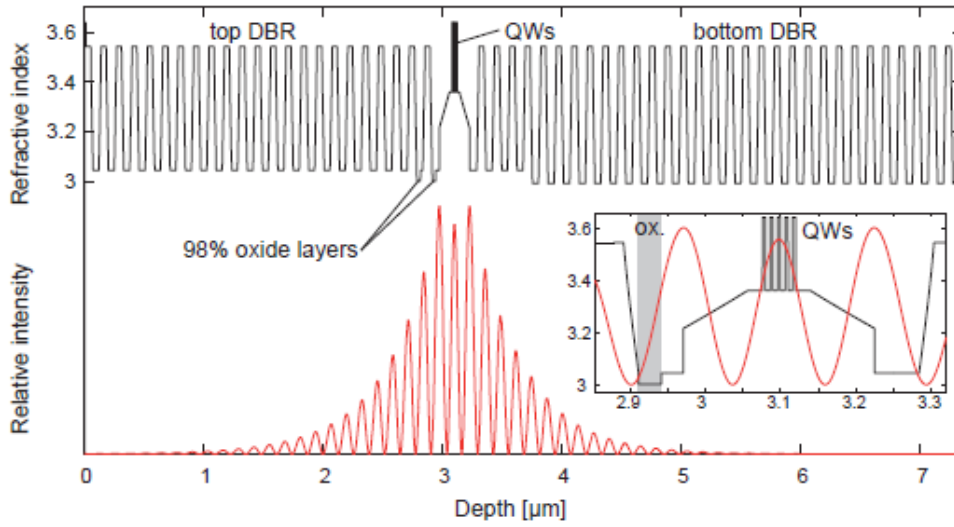 top DBR
QWs
bottom DBR
3.6
3.4
3.2
3
Refractive index
98% oxide layers
Relative intensity
ox.
QWs
3.6
3.4
3.2
3
2.9 3 3.1 3.2 3.3
0 1 2 3 4 5 6 7
Depth [µm]